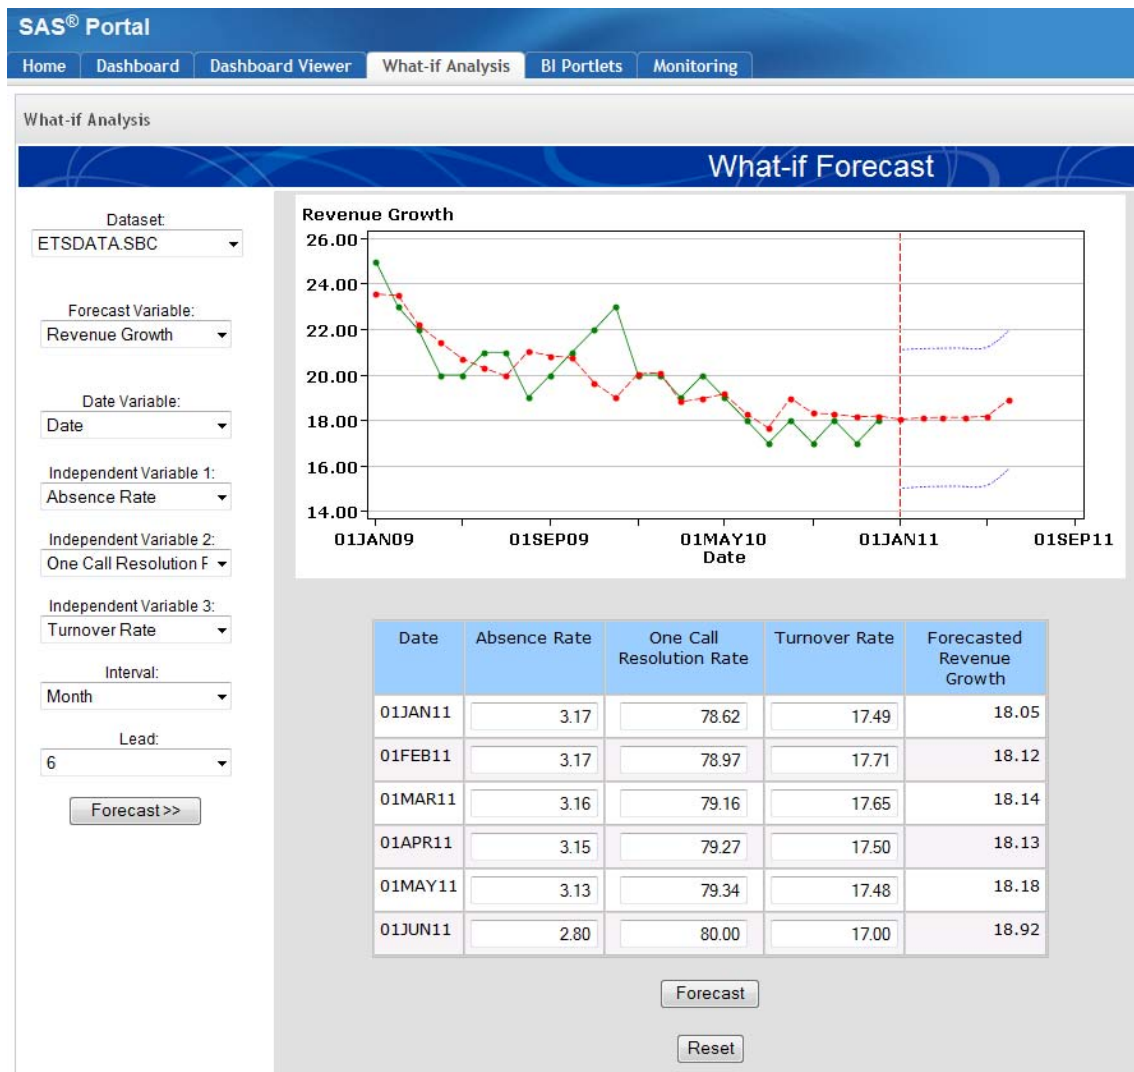 SAS® Portal
Home Dashboard Dashboard Viewer What-if Analysis BI Portlets Monitoring
What-if Analysis
What-if Forecast
Dataset:
ETSDATA.SBC
Forecast Variable:
Revenue Growth
Date Variable:
Date
Independent Variable 1:
Absence Rate
Independent Variable 2:
One Call Resolution F
Independent Variable 3:
Turnover Rate
Interval:
Month
Lead:
6
Forecast>>
Revenue Growth
26.00
24.00
22.00
20.00
18.00
16.00
14.00
01JAN09 01SEP09 01MAY10 01JAN11 01SEP11
Date
Date Absence Rate One Call Turnover Rate Forecasted
Resolution Rate Revenue
Growth
01JAN11 3.17 78.62 17.49 18.05
01FEB11 3.17 78.97 17.71 18.12
01MAR11 3.16 79.16 17.65 18.14
01APR11 3.15 79.27 17.50 18.13
01MAY11 3.13 79.34 17.48 18.18
01JUN11 2.80 80.00 17.00 18.92
Forecast
Reset